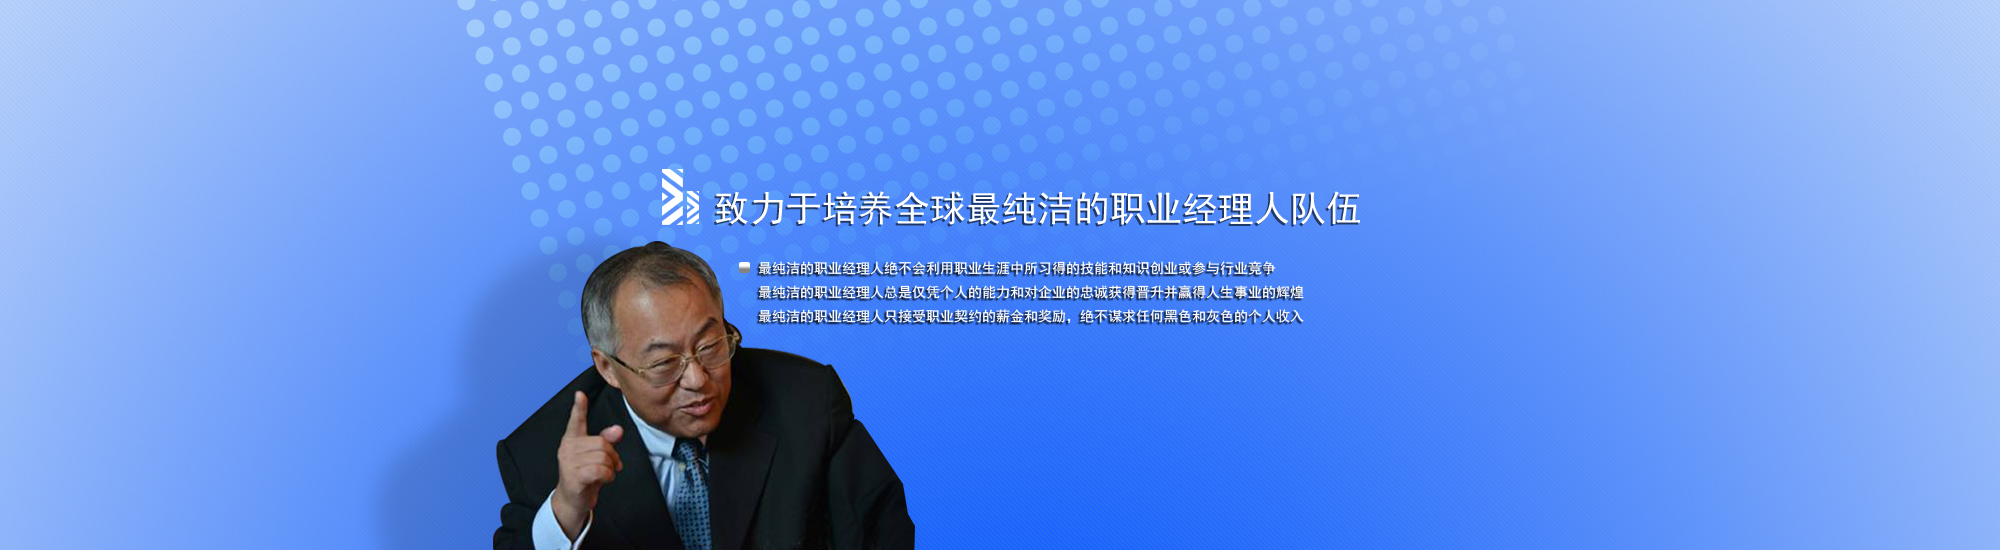 致力于培养全球最纯洁的职业经理人队伍
最纯洁的职业经理人绝不会利用职业生涯中所习得的技能和知识创业或参与行业竞争
最纯洁的职业经理人总是仅凭个人的能力和对企业的忠诚获得晋升并赢得人生事业的辉煌
最纯洁的职业经理人只接受职业契约的薪金和奖励，绝不谋求任何黑色和灰色的个人收入